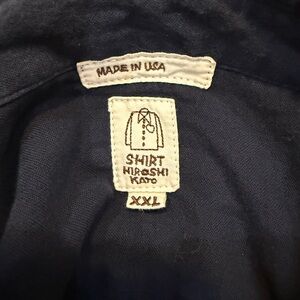 MADE IN USA
SHIRT
HIROSHI
KATO
XXL